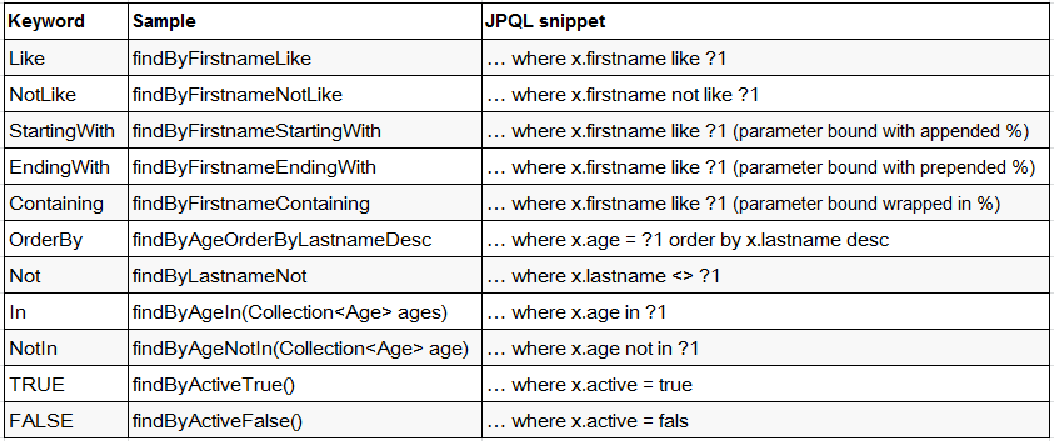 Keyword Sample JPQL snippet
Like findByFirstnameLike … where x.firstname like ?1
NotLike findByFirstnameNotLike … where x.firstname not like ?1
StartingWith findByFirstnameStartingWith … where x.firstname like ?1 (parameter bound with appended %)
EndingWith findByFirstnameEndingWith … where x.firstname like ?1 (parameter bound with prepended %)
Containing findByFirstnameContaining … where x.firstname like ?1 (parameter bound wrapped in %)
OrderBy findByAgeOrderByLastnameDesc … where x.age = ?1 order by x.lastname desc
Not findByLastnameNot … where x.lastname <> ?1
In findByAgeIn(Collection<Age> ages) … where x.age in ?1
NotIn findByAgeNotIn(Collection<Age> age) … where x.age not in ?1
TRUE findByActiveTrue() … where x.active = true
FALSE findByActiveFalse() … where x.active = fals